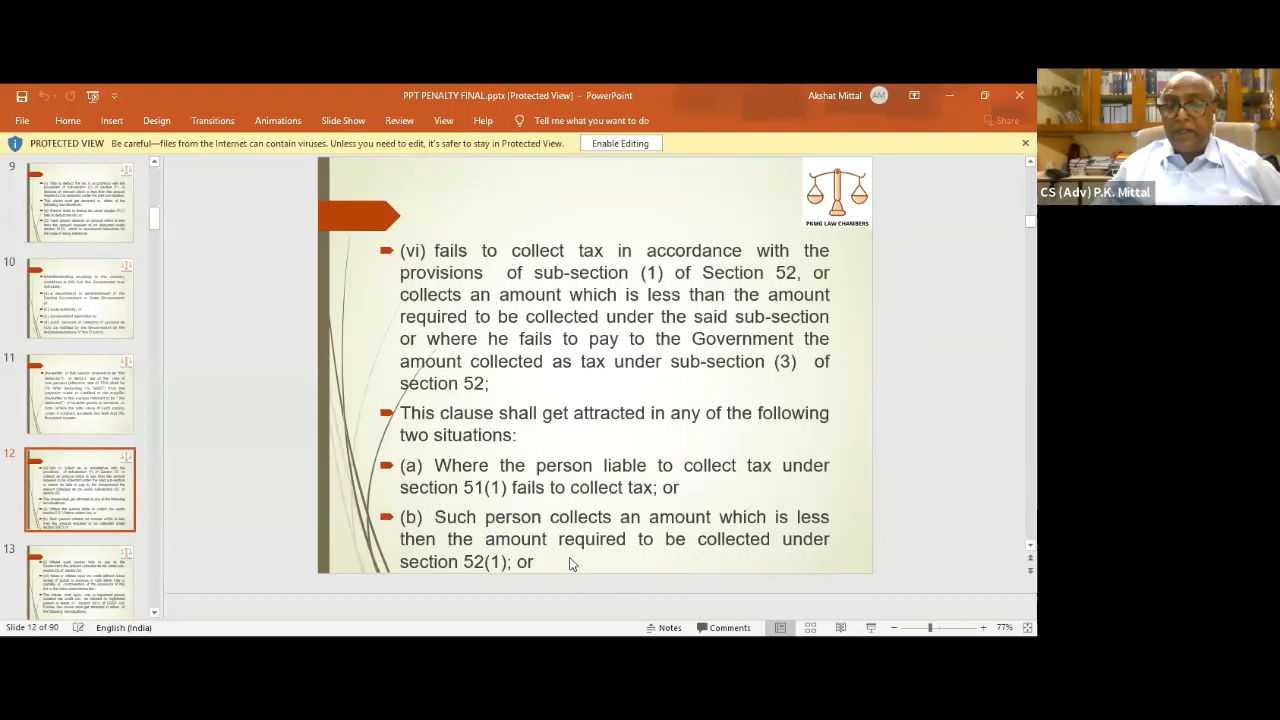 PPT PENALTY FINAL.pptx [Protected View] - PowerPoint
Akshat Mittal
AM
File Home Insert Design Transitions Animations Slide Show Review View Help Tell me what you want to do
Share
PROTECTED VIEW Be careful—files from the Internet can contain viruses. Unless you need to edit, it's safer to stay in Protected View.
Enable Editing
CS (Adv) P.K. Mittal
9
10
11
12
13
PKMG LAW CHAMBERS
(vi) fails to collect tax in accordance with the
provisions of sub-section (1) of Section 52, or
collects an amount which is less than the amount
required to be collected under the said sub-section
or where he fails to pay to the Government the
amount collected as tax under sub-section (3) of
section 52;
This clause shall get attracted in any of the following
two situations:
(a) Where the person liable to collect tax under
section 51(1) fails to collect tax; or
(b) Such person collects an amount which is less
then the amount required to be collected under
section 52(1); or
Slide 12 of 90
English (India)
Notes
Comments
77%